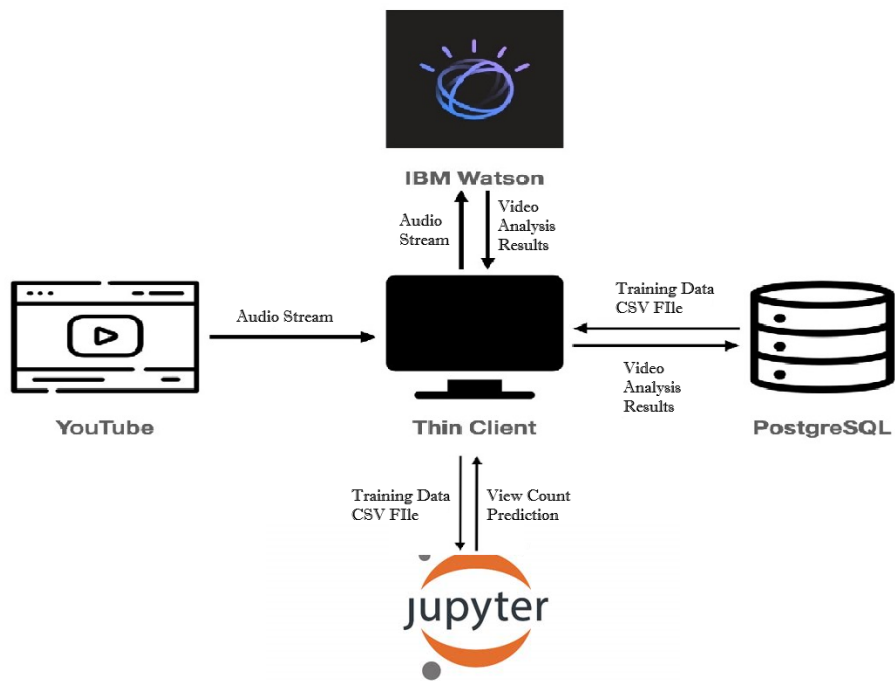 IBM Watson
Audio
Stream
Video
Analysis
Results
Audio Stream
Training Data
CSV FIle
Video
Analysis
Results
YouTube
Thin Client
PostgreSQL
Training Data
CSV FIle
View Count
Prediction
jupyter